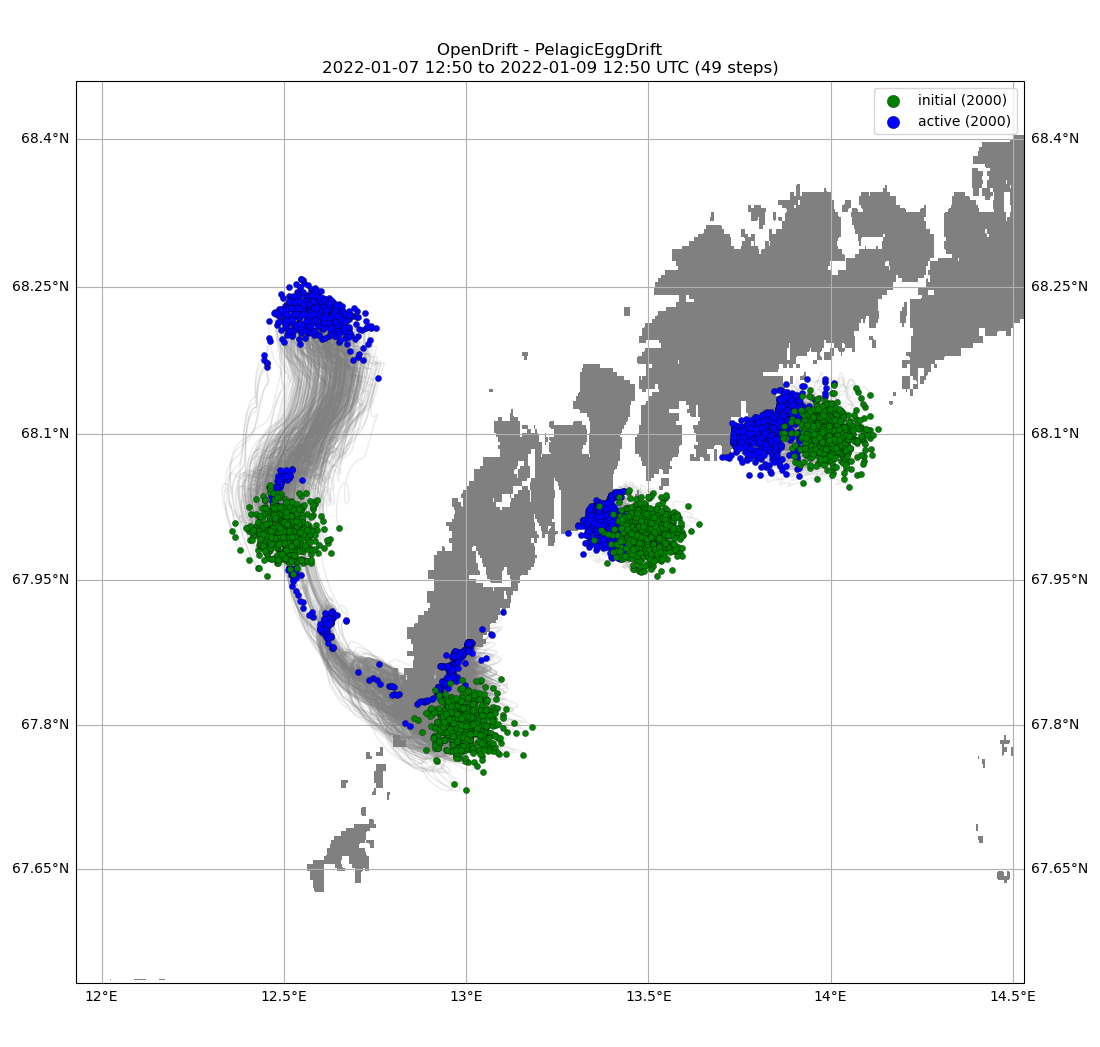 OpenDrift - PelagicEggDrift
2022-01-07 12:50 to 2022-01-09 12:50 UTC (49 steps)
initial (2000)
active (2000)
68.4°N
68.4°N
68.25°N
68.25°N
68.1°N
68.1°N
67.95°N
67.95°N
67.8°N
67.8°N
67.65°N
67.65°N
12°E
12.5°E
13°E
13.5°E
14°E
14.5°E